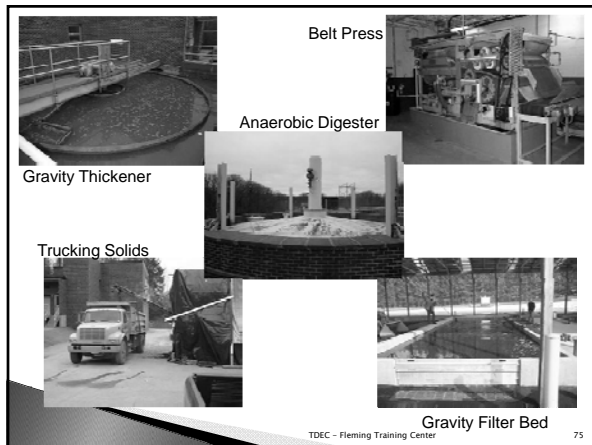 Belt Press
Anaerobic Digester
Gravity Thickener
Trucking Solids
Gravity Filter Bed
TDEC - Fleming Training Center
75